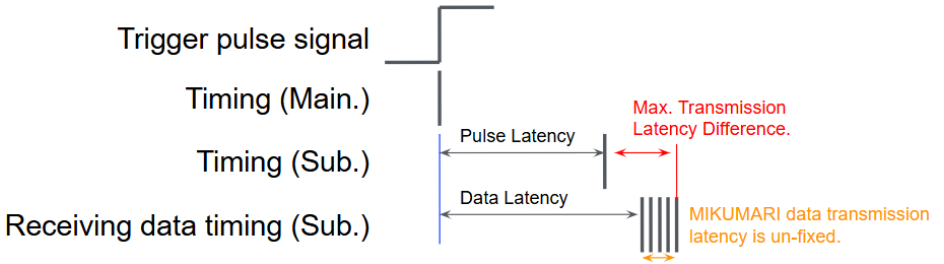 Trigger pulse signal
Timing (Main.)
Max. Transmission
Latency Difference.
Pulse Latency
Timing (Sub.)
Data Latency
Receiving data timing (Sub.)
MIKUMARI data transmission
latency is un-fixed.